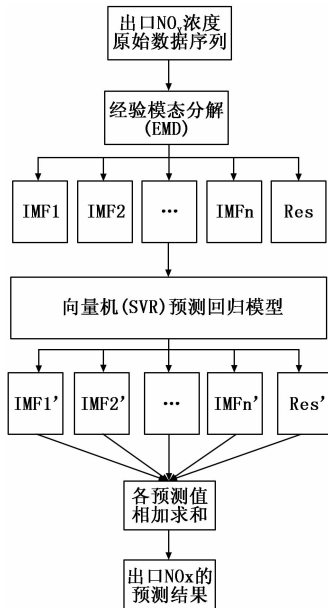 出口NOx浓度
原始数据序列
经验模态分解
(EMD)
IMF1 IMF2 … IMFn Res
向量机(SVR)预测回归模型
IMF1' IMF2' … IMFn' Res'
各预测值
相加求和
出口NOx的
预测结果